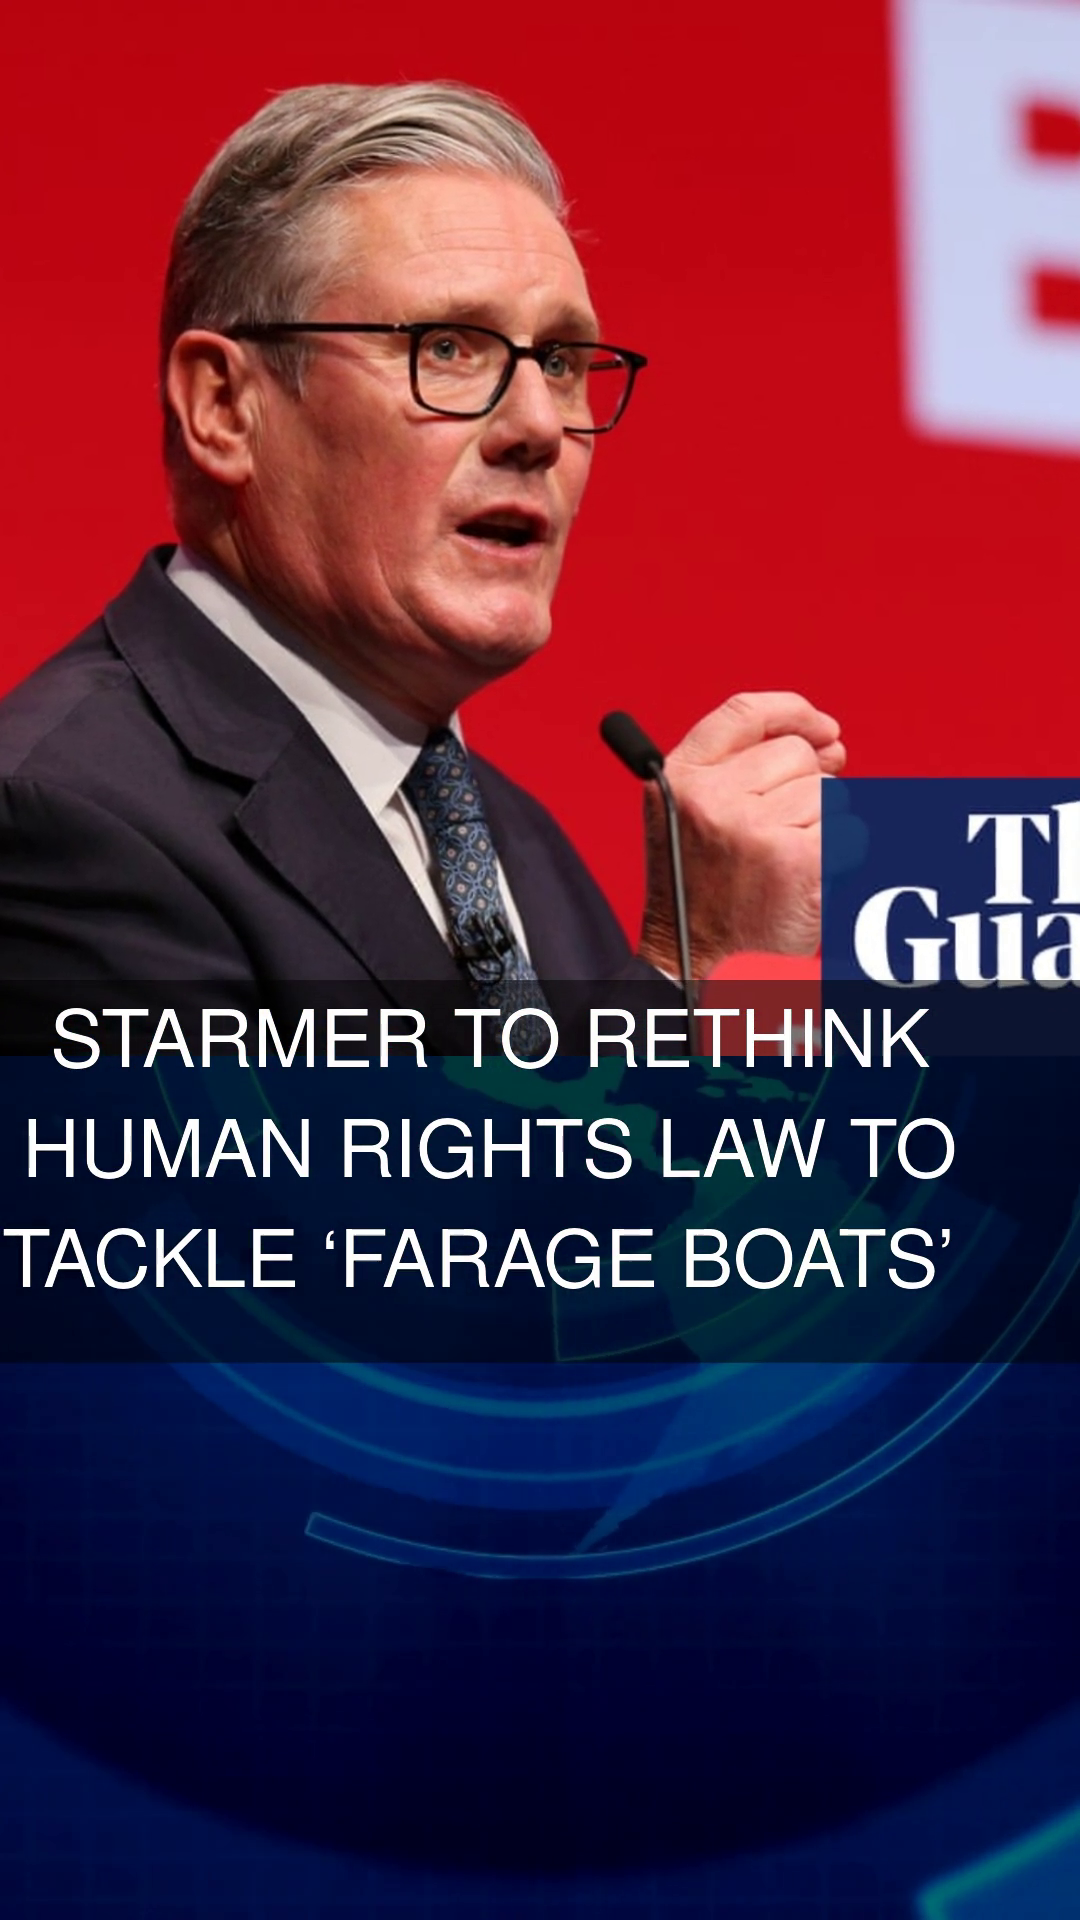 STARMER TO RETHINK
HUMAN RIGHTS LAW TO
TACKLE ‘FARAGE BOATS’